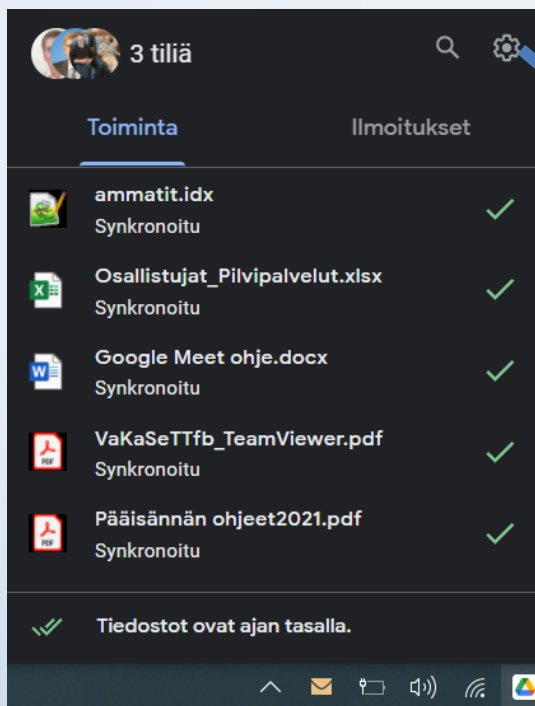 3 tiliä
Toiminta Ilmoitukset
ammatit.idx
Synkronoitu
Osallistujat_Pilvipalvelut.xlsx
Synkronoitu
Google Meet ohje.docx
Synkronoitu
VaKaSeTTfb_TeamViewer.pdf
Synkronoitu
Pääisännän ohjeet2021.pdf
Synkronoitu
Tiedostot ovat ajan tasalla.